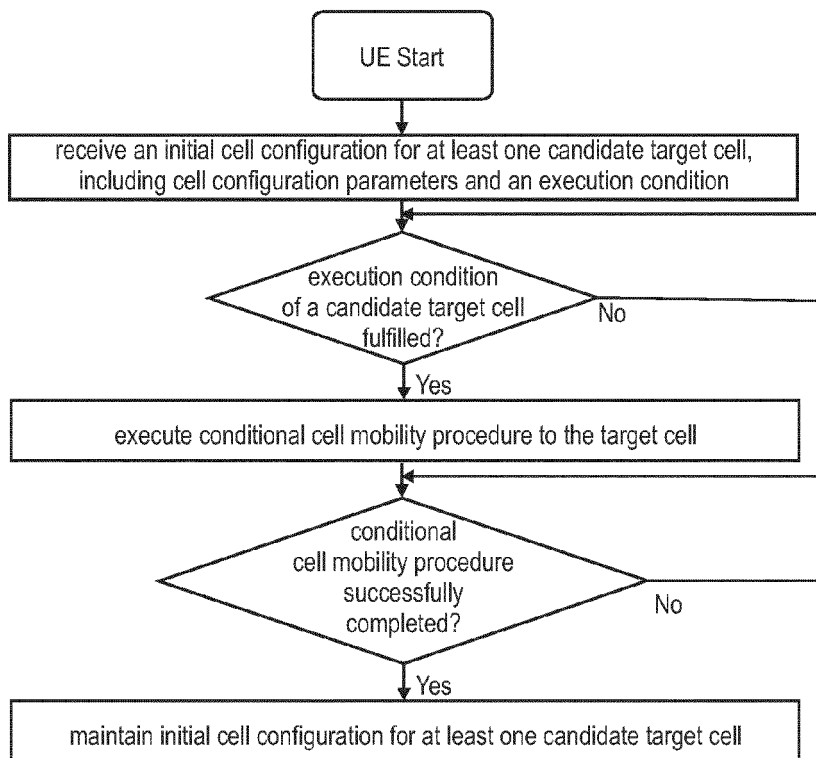 UE Start
receive an initial cell configuration for at least one candidate target cell,
including cell configuration parameters and an execution condition
execution condition
of a candidate target cell
fulfilled?
No
Yes
execute conditional cell mobility procedure to the target cell
conditional
cell mobility procedure
successfully
completed?
No
Yes
maintain initial cell configuration for at least one candidate target cell